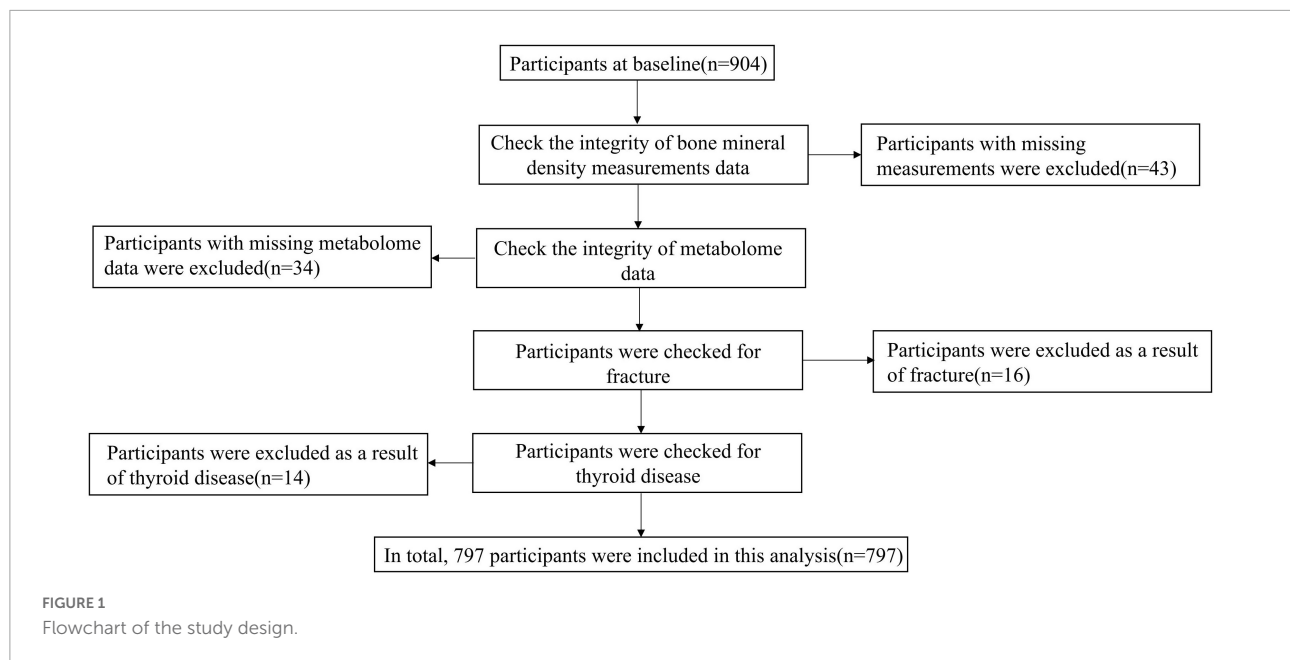 Participants at baseline(n=904)
Check the integrity of bone mineral
density measurements data
Participants with missing
measurements were excluded(n=43)
Participants with missing metabolome
data were excluded(n=34)
Check the integrity of metabolome
data
Participants were checked for
fracture
Participants were excluded as a result
of fracture(n=16)
Participants were excluded as a result
of thyroid disease(n=14)
Participants were checked for
thyroid disease
In total, 797 participants were included in this analysis(n=797)
FIGURE 1
Flowchart of the study design.